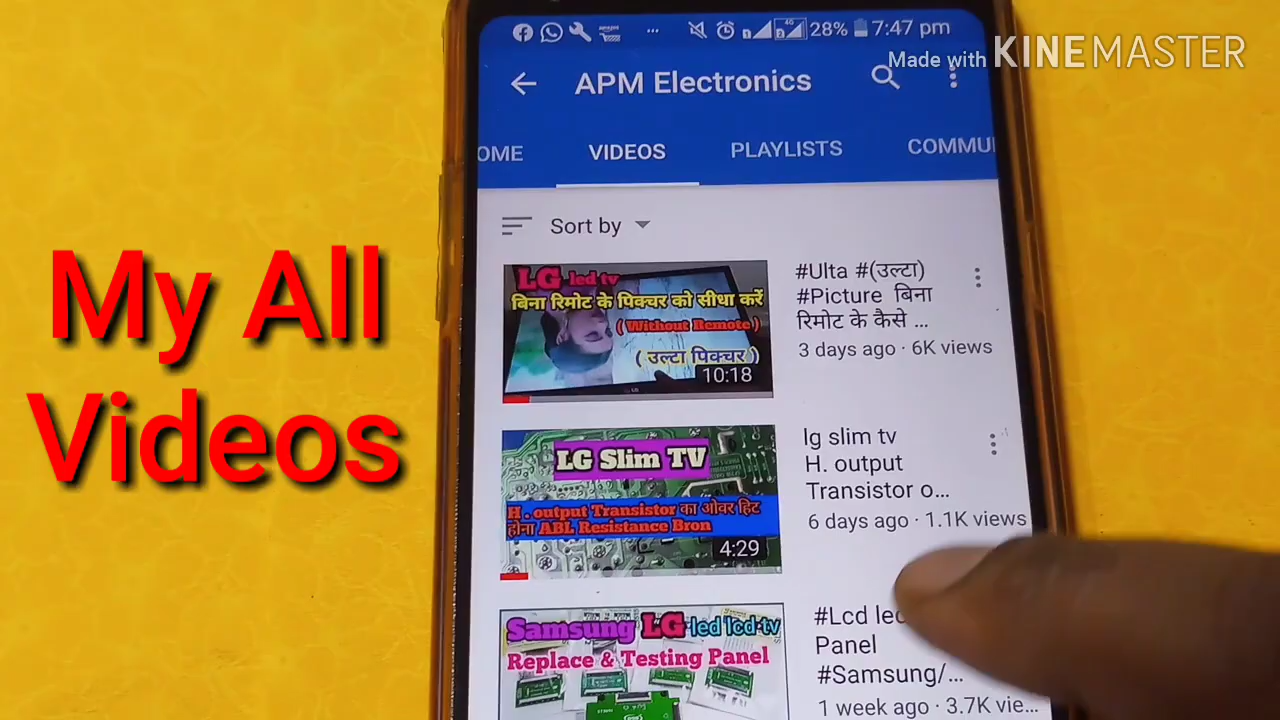 28% 7:47 pm
Made with KINEMASTER
APM Electronics
OME VIDEOS PLAYLISTS COMMU
Sort by
LG led tv
बिना रिमोट के पिक्चर को सीधा करें
( Without Remote )
( उल्टा पिक्चर )
10:18
#Ulta #(उल्टा)
#Picture बिना
रिमोट के कैसे ...
3 days ago · 6K views
My All
Videos
LG Slim TV
H . output Transistor का ओवर हिट
होना ABL Resistance Bron
4:29
lg slim tv
H. output
Transistor o...
6 days ago · 1.1K views
Samsung LG led lcd tv
Replace & Testing Panel
#Lcd led
Panel
#Samsung/...
1 week ago · 3.7K vie...